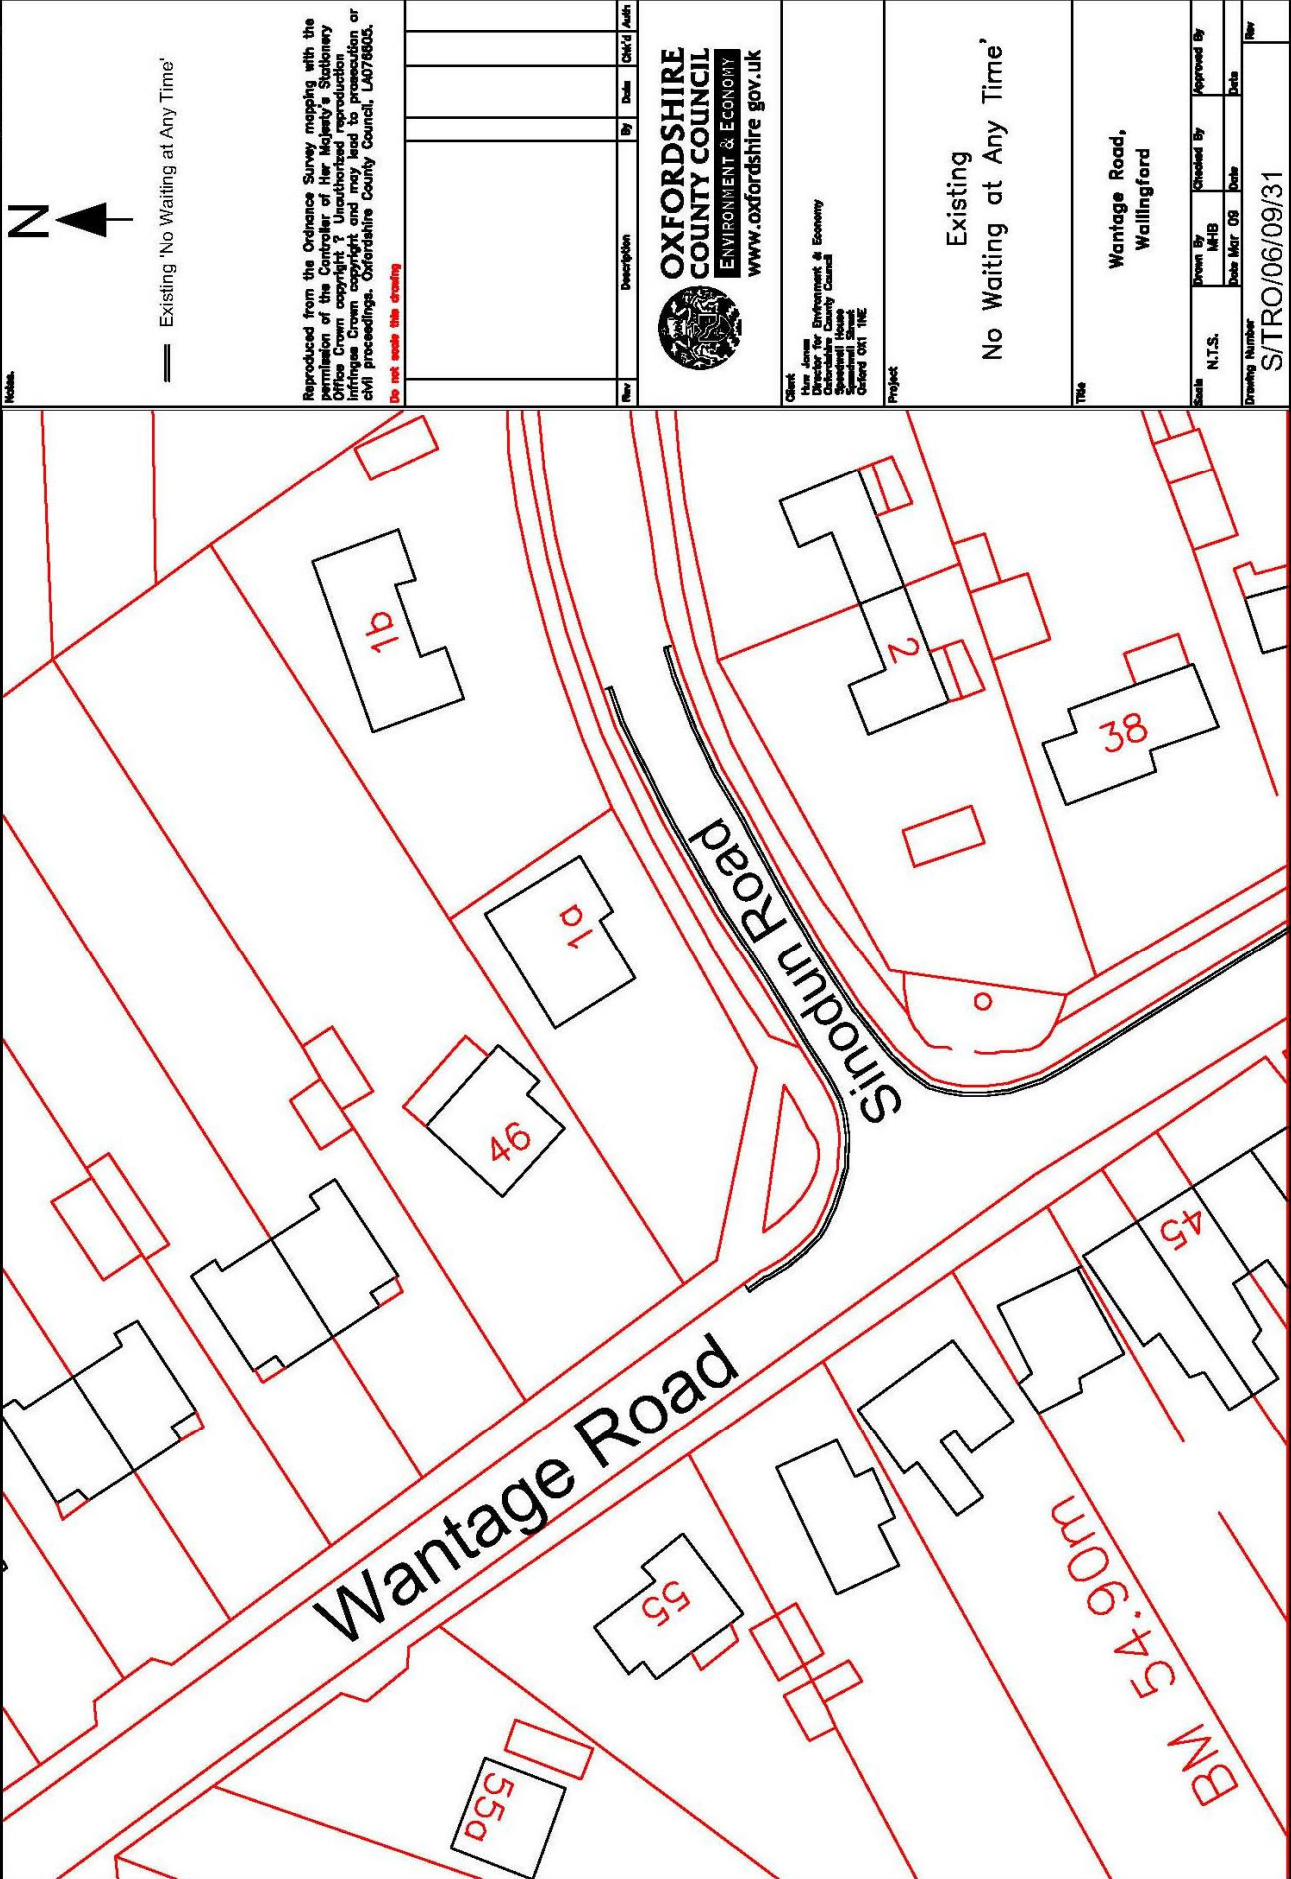 Notes.
N
Existing 'No Waiting at Any Time'
Reproduced from the Ordnance Survey mapping with the
permission of the Controller of Her Majesty's Stationery
Office Crown copyright ? Unauthorized reproduction
infringes Crown copyright and may lead to prosecution or
civil proceedings. Oxfordshire County Council, LA076805.
Do not scale this drawing
Rev Description By Date Chk'd Auth
OXFORDSHIRE
COUNTY COUNCIL
ENVIRONMENT & ECONOMY
www.oxfordshire gov.uk
Client
Huw Jones
Director for Environment & Economy
Oxfordshire County Council
Speedwell House
Speedwell Street
Oxford OX1 1NE
Project
Existing
No Waiting at Any Time'
Title
Wantage Road,
Wallingford
Scale
N.T.S.
Drawn By
MHB
Checked By
Approved By
Date Mar 09
Date
Date
Drawing Number
S/TRO/06/09/31
Rev
1b
2
38
1a
46
Sinodun Road
45
Wantage Road
55
55a
BM 54.90m